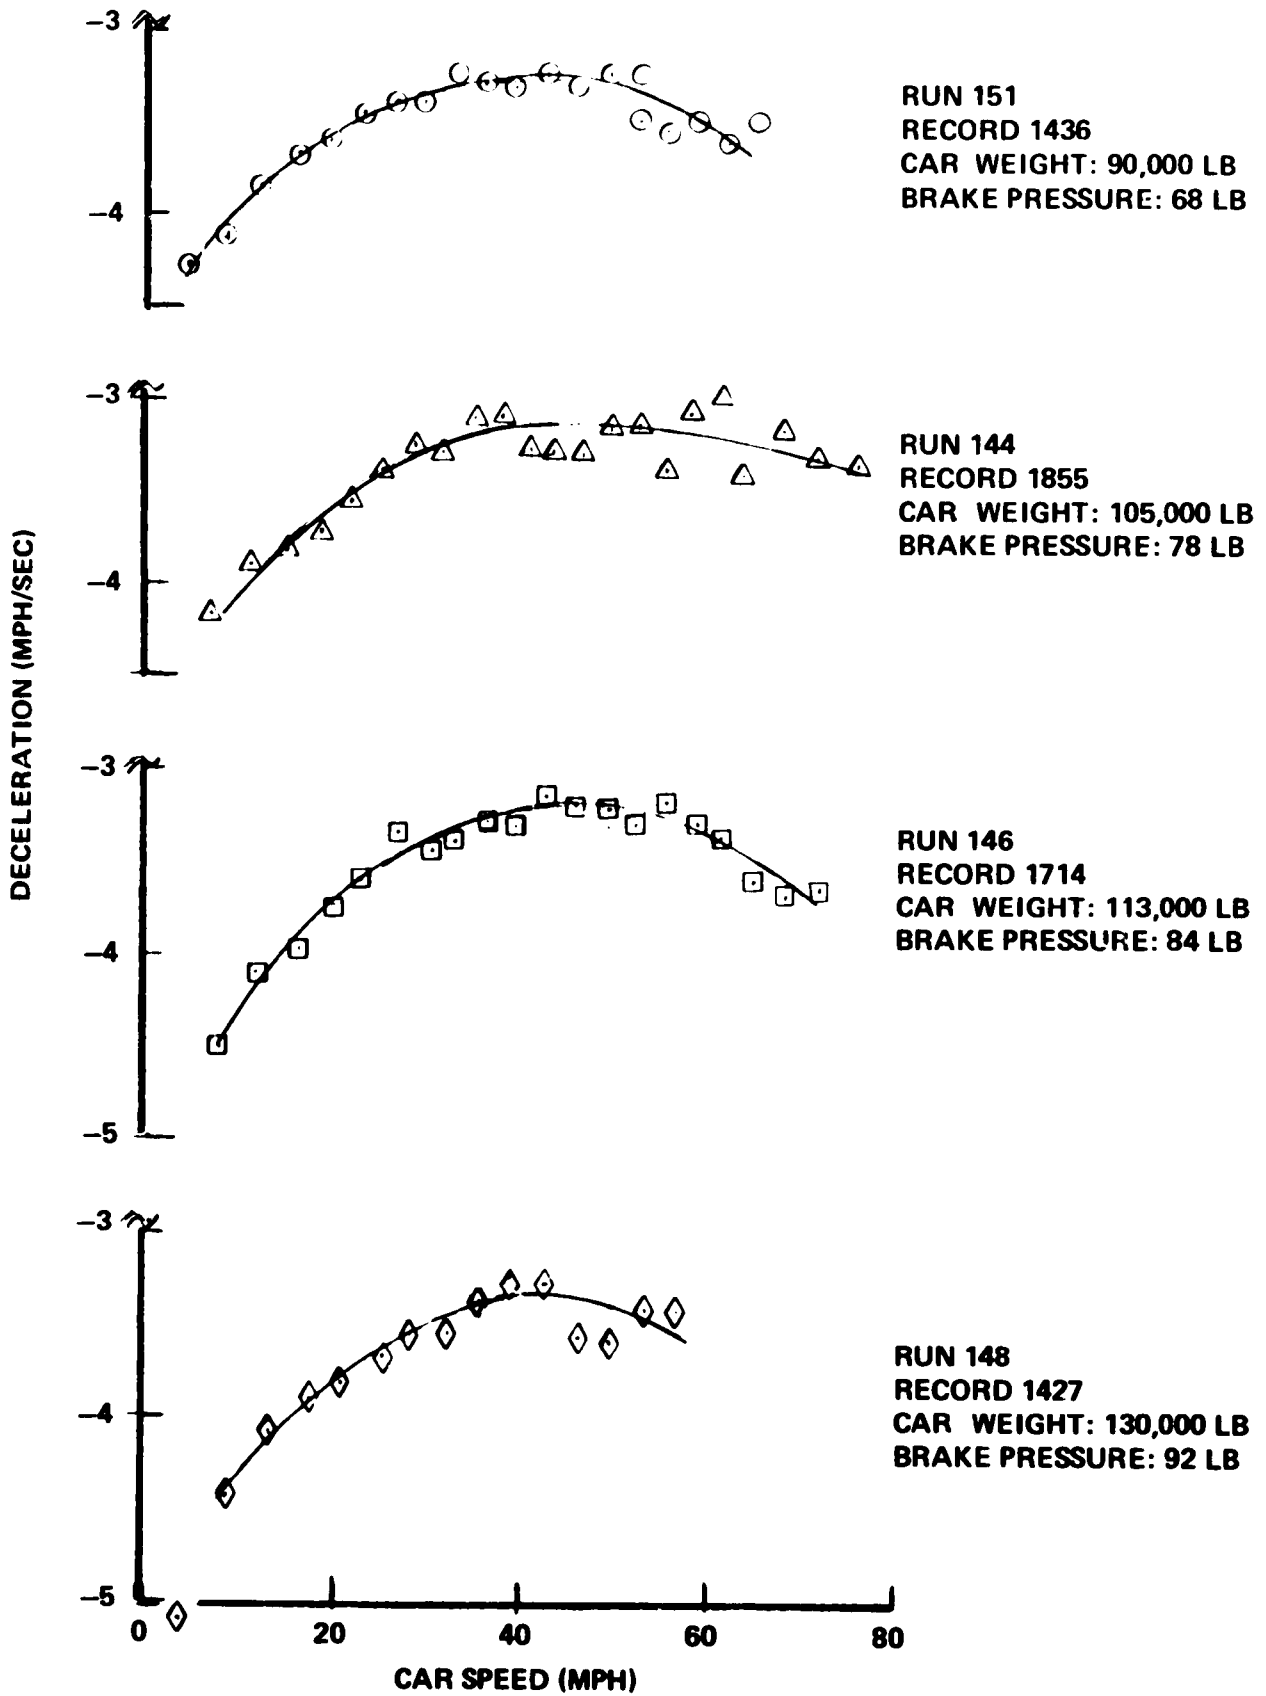 DECELERATION (MPH/SEC)
-3
-4
RUN 151
RECORD 1436
CAR WEIGHT: 90,000 LB
BRAKE PRESSURE: 68 LB
-3
-4
RUN 144
RECORD 1855
CAR WEIGHT: 105,000 LB
BRAKE PRESSURE: 78 LB
-3
-4
-5
RUN 146
RECORD 1714
CAR WEIGHT: 113,000 LB
BRAKE PRESSURE: 84 LB
-3
-4
-5
RUN 148
RECORD 1427
CAR WEIGHT: 130,000 LB
BRAKE PRESSURE: 92 LB
0 20 40 60 80
CAR SPEED (MPH)